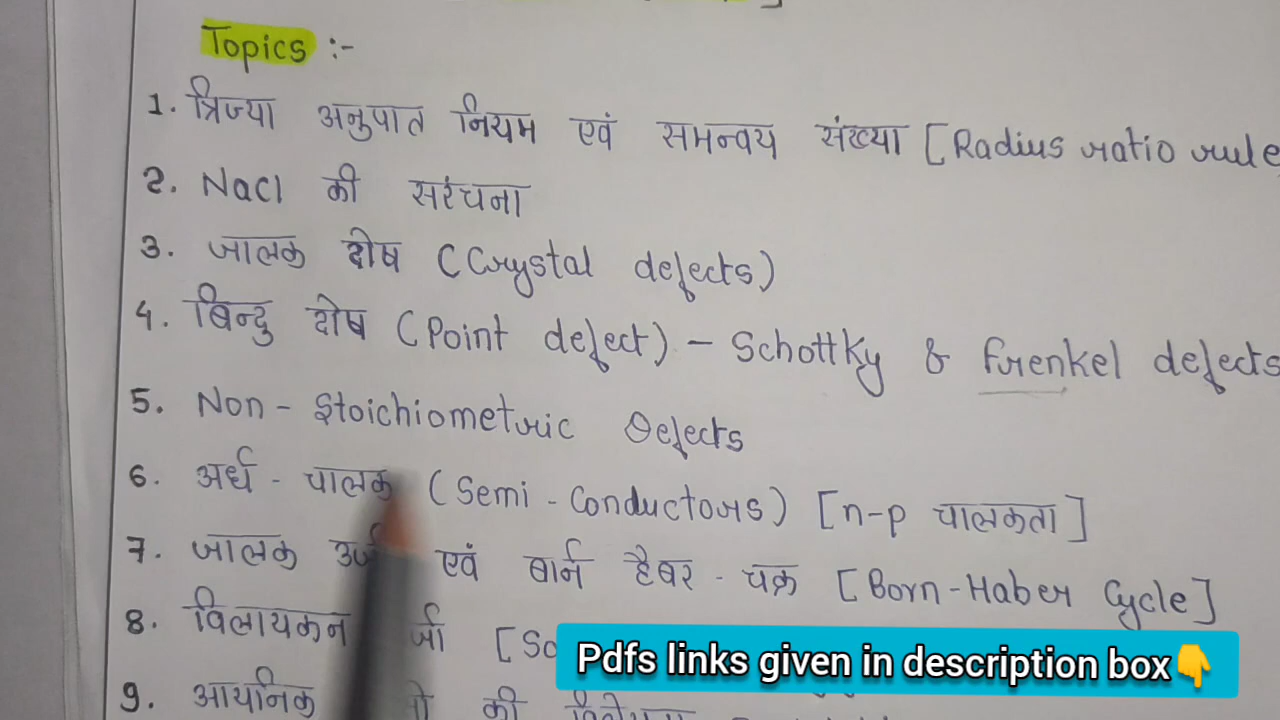 Topics :-
1. त्रिज्या अनुपात नियम एवं समन्वय संख्या [Radius ratio rule
2. NaCl की सरंचना
3. जालक दोष (Crystal defects)
4. बिन्दु दोष (Point defect) - Schottky & Frenkel defects
5. Non-Stoichiometric Defects
6. अर्ध-चालक (Semi-Conductors) [n-p चालकता]
7. जालक एवं बार्न हैबर-चक्र [Born-Haber Cycle]
8. विलायकन
Pdfs links given in description box👇
9. आयनिक की